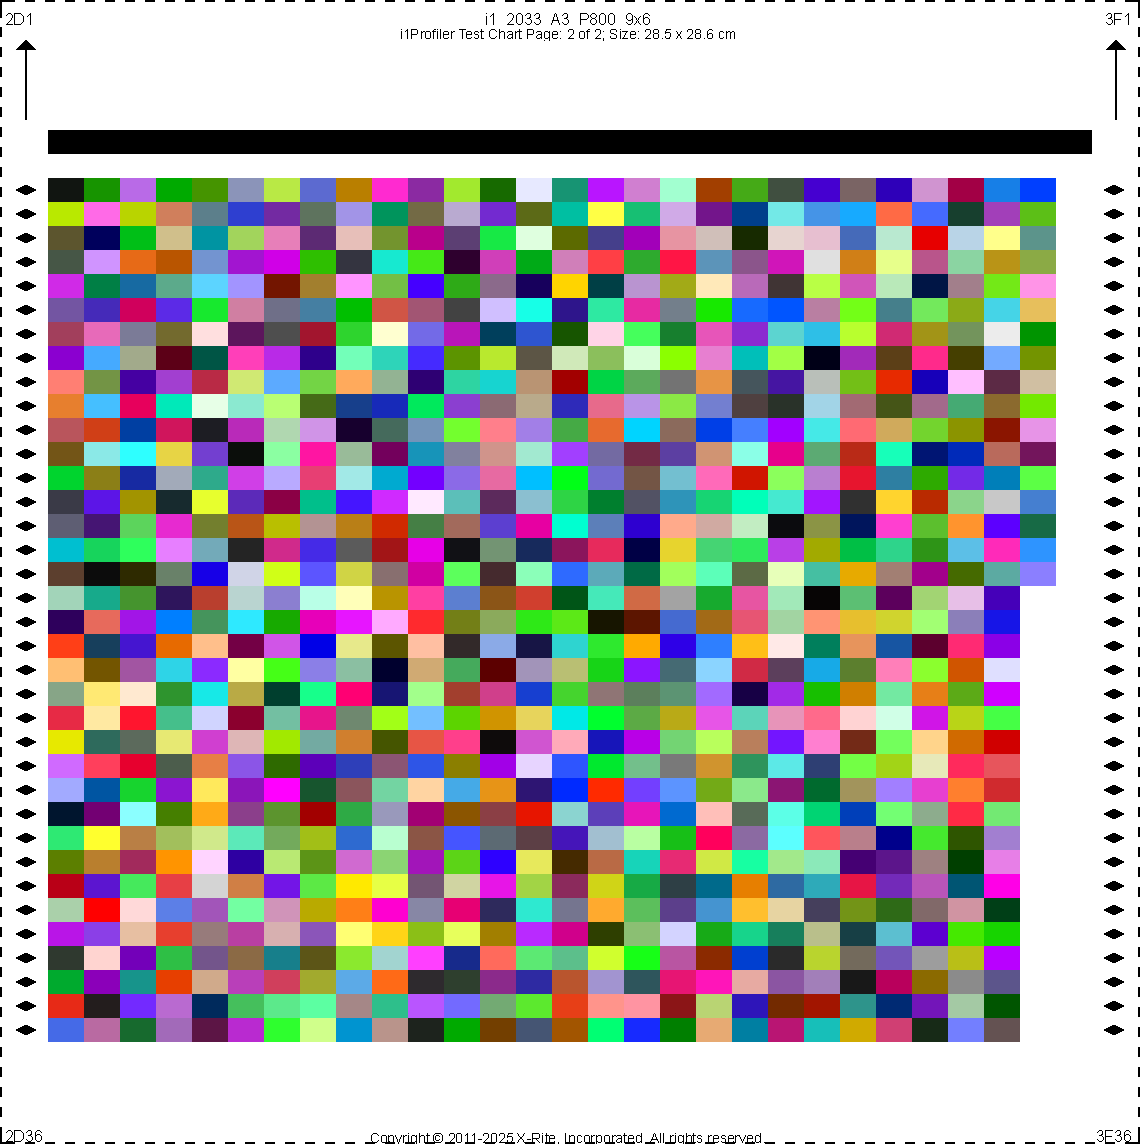 2D1
i1_2033_A3_P800_9x6
3F1
i1Profiler Test Chart Page: 2 of 2; Size: 28.5 x 28.6 cm
2D36
Copyright © 2011-2025 X-Rite, Incorporated. All rights reserved.
3E36